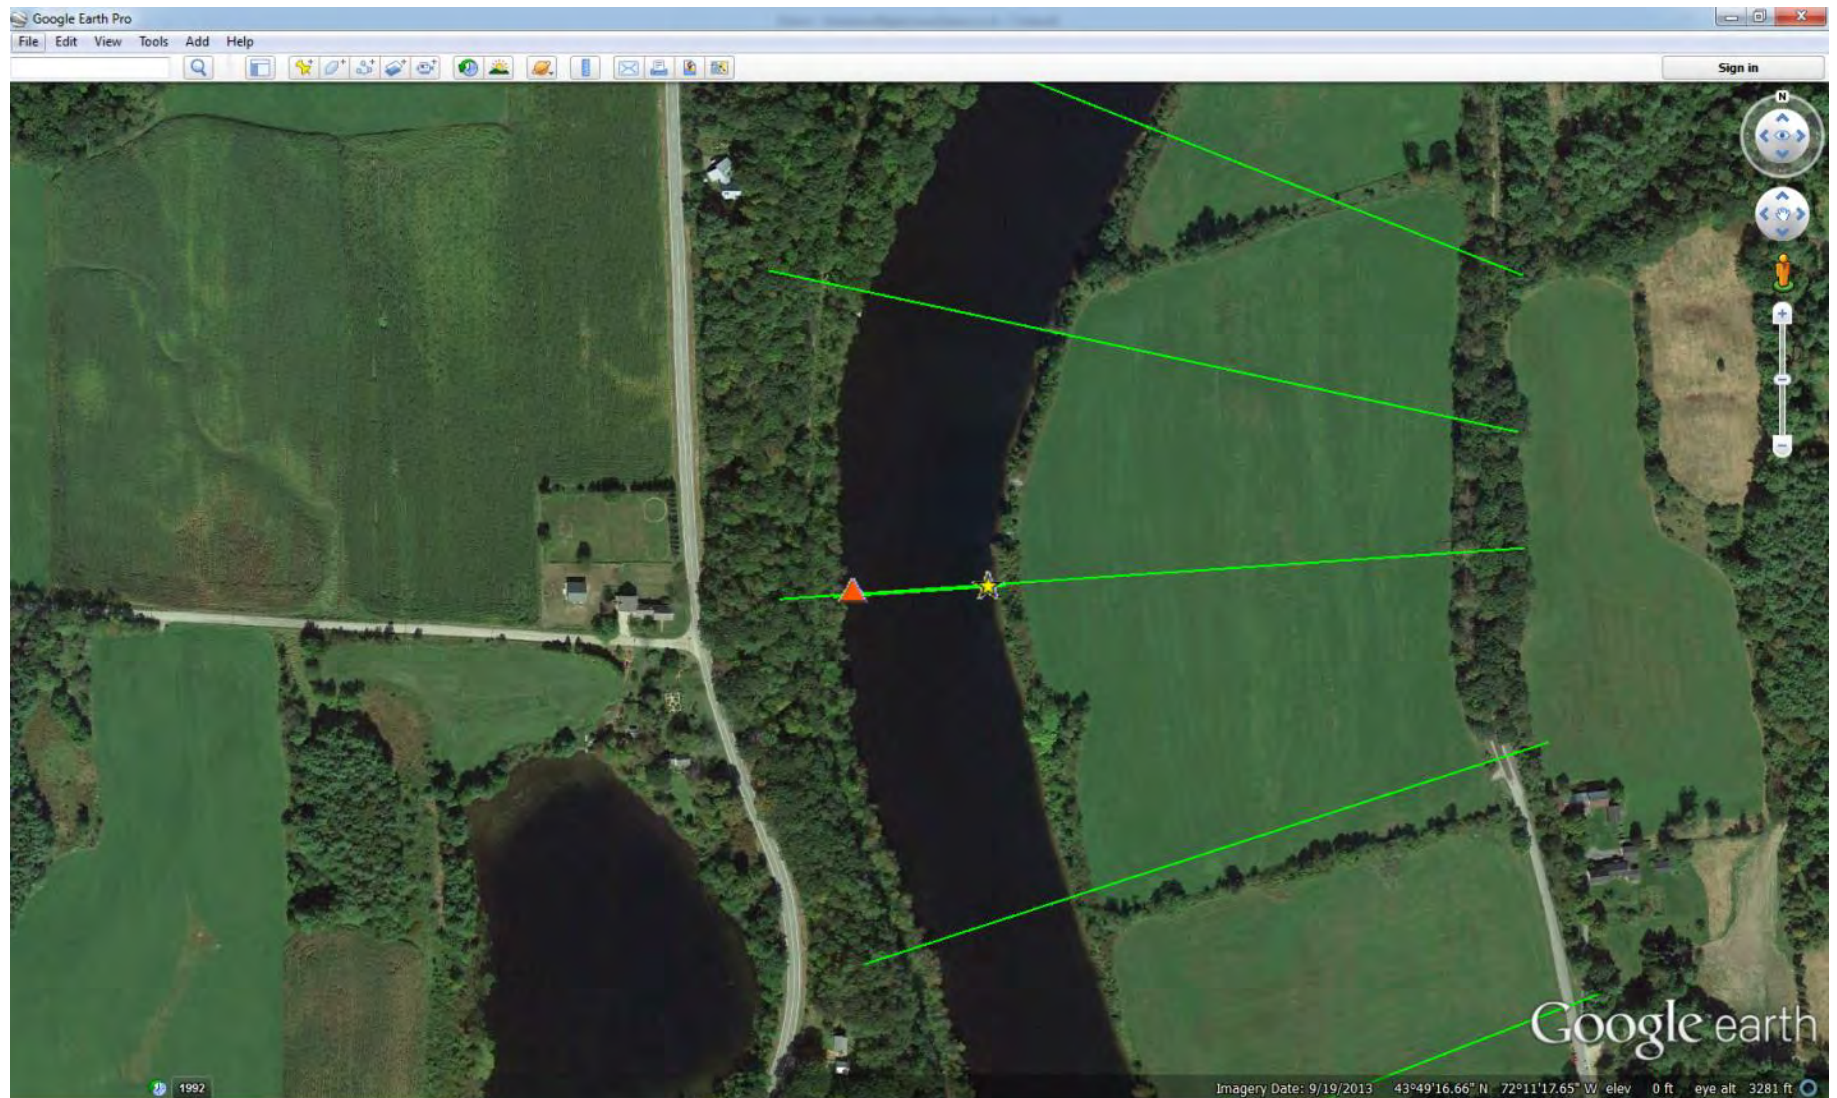 Google Earth Pro
File Edit View Tools Add Help
Sign in
N
Google earth
1992
Imagery Date: 9/19/2013 43°49'16.66" N 72°11'17.65" W elev 0 ft eye alt 3281 ft